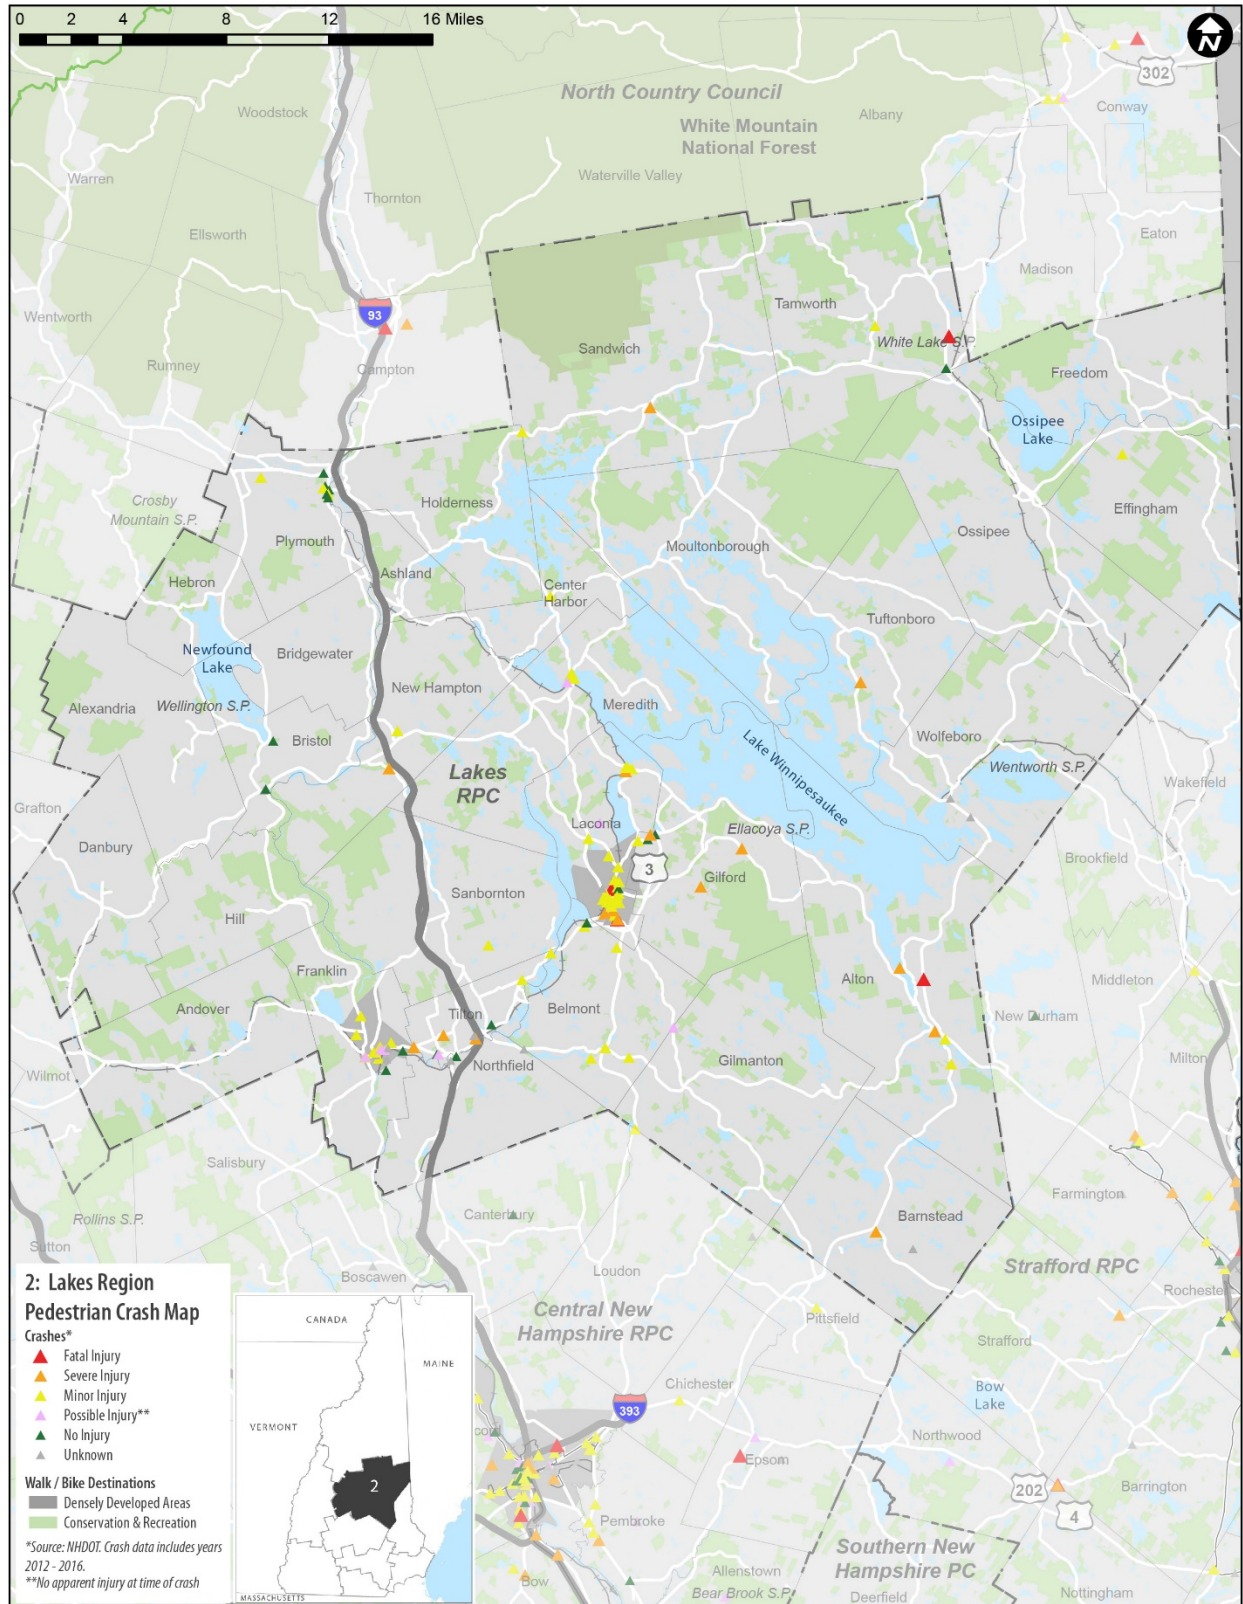 0 2 4 8 12 16 Miles
N
302
North Country Council
Albany
Conway
Woodstock
White Mountain
National Forest
Warren
Waterville Valley
Thornton
Ellsworth
Eaton
Madison
Wentworth
93
Tamworth
White Lake S.P.
Sandwich
Rumney
Campton
Freedom
Ossipee
Lake
Crosby
Mountain S.P.
Holderness
Effingham
Plymouth
Ossipee
Moultonborough
Hebron
Ashland
Center
Harbor
Tuftonboro
Newfound
Lake
Bridgewater
New Hampton
Meredith
Alexandria
Wellington S.P.
Bristol
Lake Winnipesaukee
Wolfeboro
Wentworth S.P.
Lakes
RPC
Wakefield
Grafton
Laconia
Ellacoya S.P.
Danbury
3
Gilford
Brookfield
Sanbornton
Hill
Franklin
Alton
Middleton
Andover
Tilton
Belmont
New Durham
Wilmot
Northfield
Gilmanton
Milton
Salisbury
Farmington
Rollins S.P.
Canterbury
Barnstead
Sutton
Boscawen
Loudon
Strafford RPC
Rochester
Central New
Hampshire RPC
Pittsfield
Strafford
Chichester
Bow
Lake
393
cord
Epsom
Northwood
202
Barrington
4
Pembroke
Southern New
Hampshire PC
Allenstown
Bow
Bear Brook S.P.
Deerfield
Nottingham
2: Lakes Region
Pedestrian Crash Map
Crashes*
Fatal Injury
Severe Injury
Minor Injury
Possible Injury**
No Injury
Unknown
Walk / Bike Destinations
Densely Developed Areas
Conservation & Recreation
*Source: NHDOT. Crash data includes years
2012 - 2016.
**No apparent injury at time of crash
CANADA
MAINE
VERMONT
2
MASSACHUSETTS